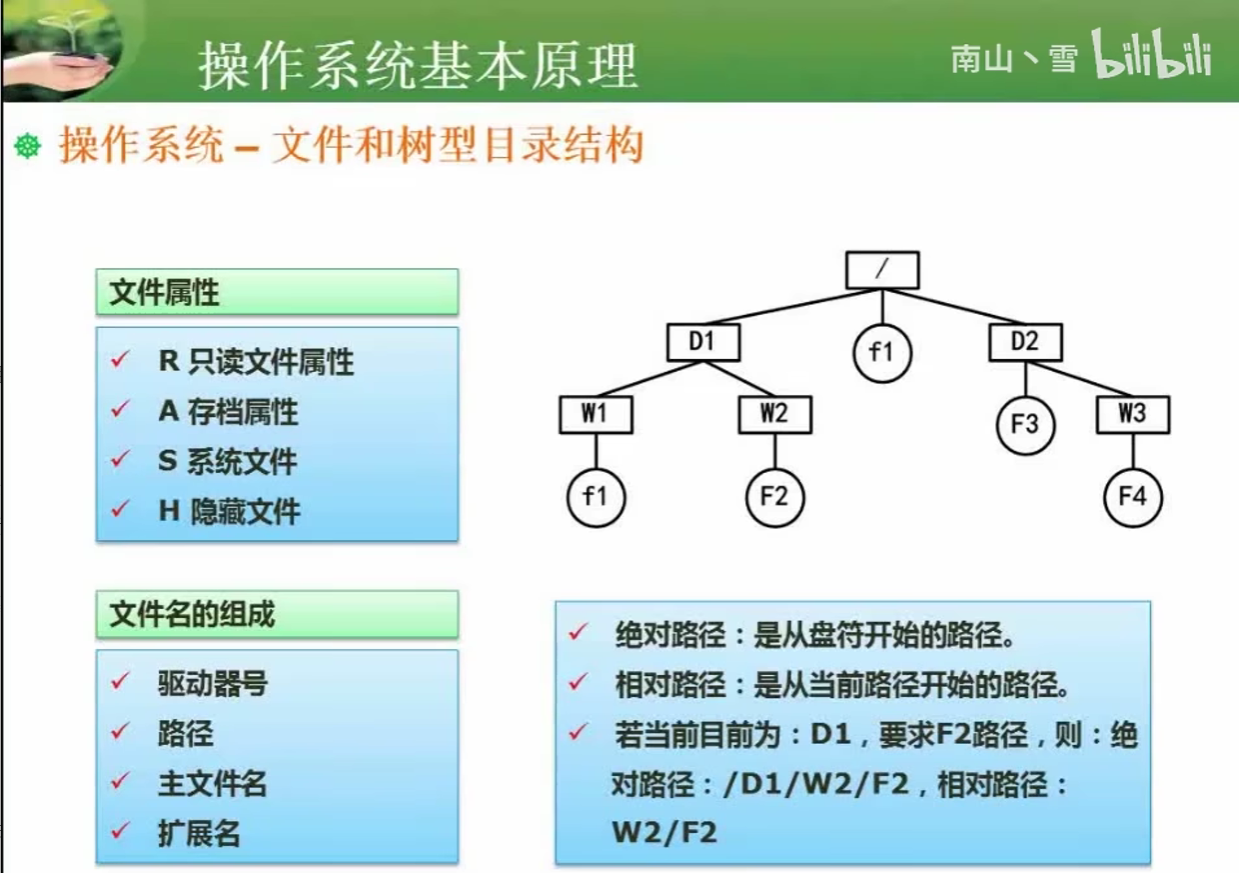 操作系统基本原理
南山丶雪 bilibili
操作系统 – 文件和树型目录结构
文件属性
R 只读文件属性
A 存档属性
S 系统文件
H 隐藏文件
/
D1
f1
D2
W1
W2
F3
W3
f1
F2
F4
文件名的组成
驱动器号
路径
主文件名
扩展名
绝对路径：是从盘符开始的路径。
相对路径：是从当前路径开始的路径。
若当前目前为：D1，要求F2路径，则：绝
对路径：/D1/W2/F2，相对路径：
W2/F2